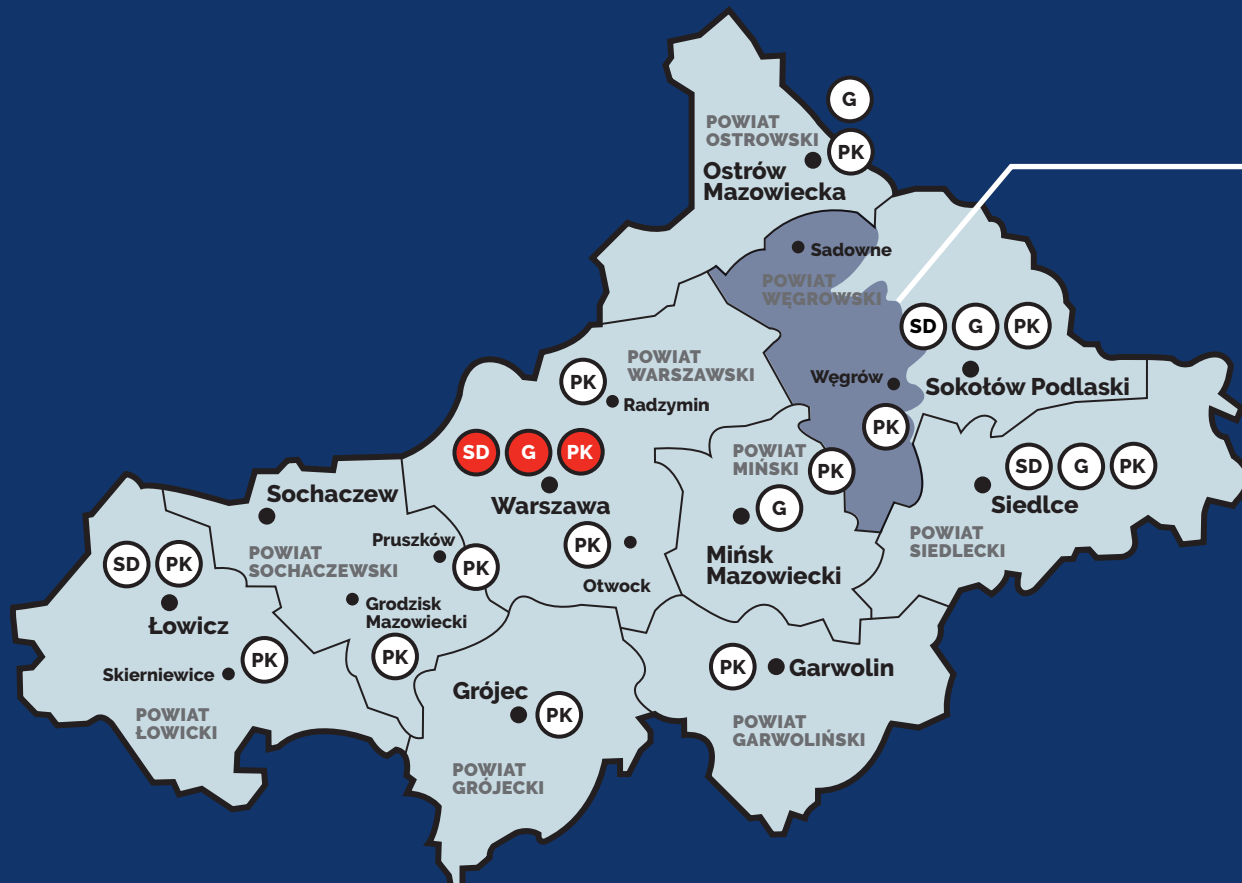 G
POWIAT
OSTROWSKI
PK
Ostrów
Mazowiecka
Sadowne
POWIAT
WĘGROWSKI
SD G PK
Sokołów Podlaski
Węgrów
PK
POWIAT
WARSZAWSKI
PK
Radzymin
SD G PK
Warszawa
PK
Otwock
POWIAT
MIŃSKI
PK
G
Mińsk
Mazowiecki
SD G PK
Siedlce
POWIAT
SIEDLECKI
Sochaczew
Pruszków
PK
POWIAT
SOCHACZEWSKI
Grodzisk
Mazowiecki
PK
SD PK
Łowicz
PK
Skierniewice
POWIAT
ŁOWICKI
Grójec
PK
POWIAT
GRÓJECKI
PK
Garwolin
POWIAT
GARWOLIŃSKI